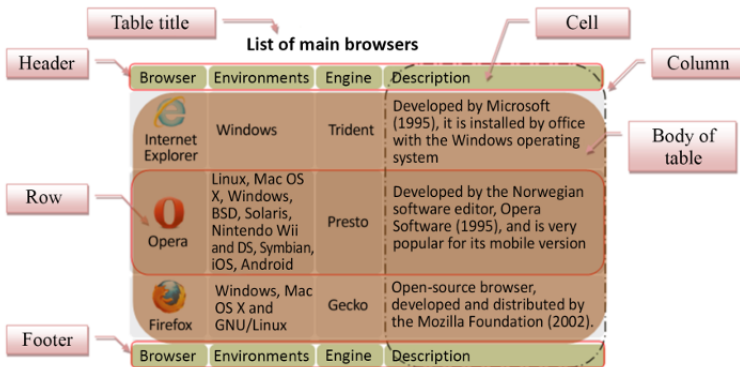 Table title
Cell
List of main browsers
Header
Column
Browser Environments Engine Description
Internet
Explorer
Windows
Trident
Developed by Microsoft
(1995), it is installed by office
with the Windows operating
system
Body of
table
Row
Opera
Linux, Mac OS
X, Windows,
BSD, Solaris,
Nintendo Wii
and DS, Symbian,
iOS, Android
Presto
Developed by the Norwegian
software editor, Opera
Software (1995), and is very
popular for its mobile version
Firefox
Windows, Mac
OS X and
GNU/Linux
Gecko
Open-source browser,
developed and distributed by
the Mozilla Foundation (2002).
Footer
Browser Environments Engine Description